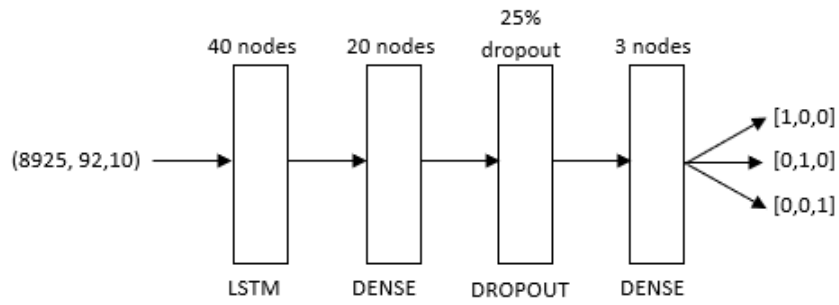 25%
40 nodes 20 nodes dropout 3 nodes
[1,0,0]
(8925, 92,10) [0,1,0]
[0,0,1]
LSTM DENSE DROPOUT DENSE